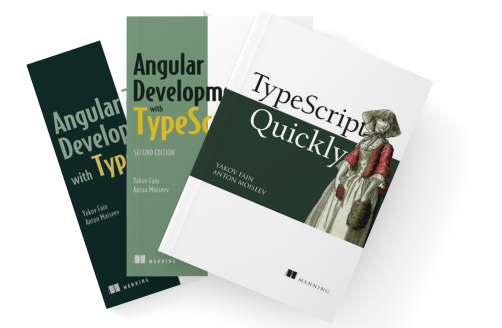 Angular
Develop
with Typ
Yakov Fain
Anton Moiseev
MANNING
Angular
Developm
with
TypeSc
SECOND EDITION
Yakov Fain
Anton Moiseev
MANNING
TypeScript
Quickly
YAKOV FAIN
ANTON MOISEEV
MANNING